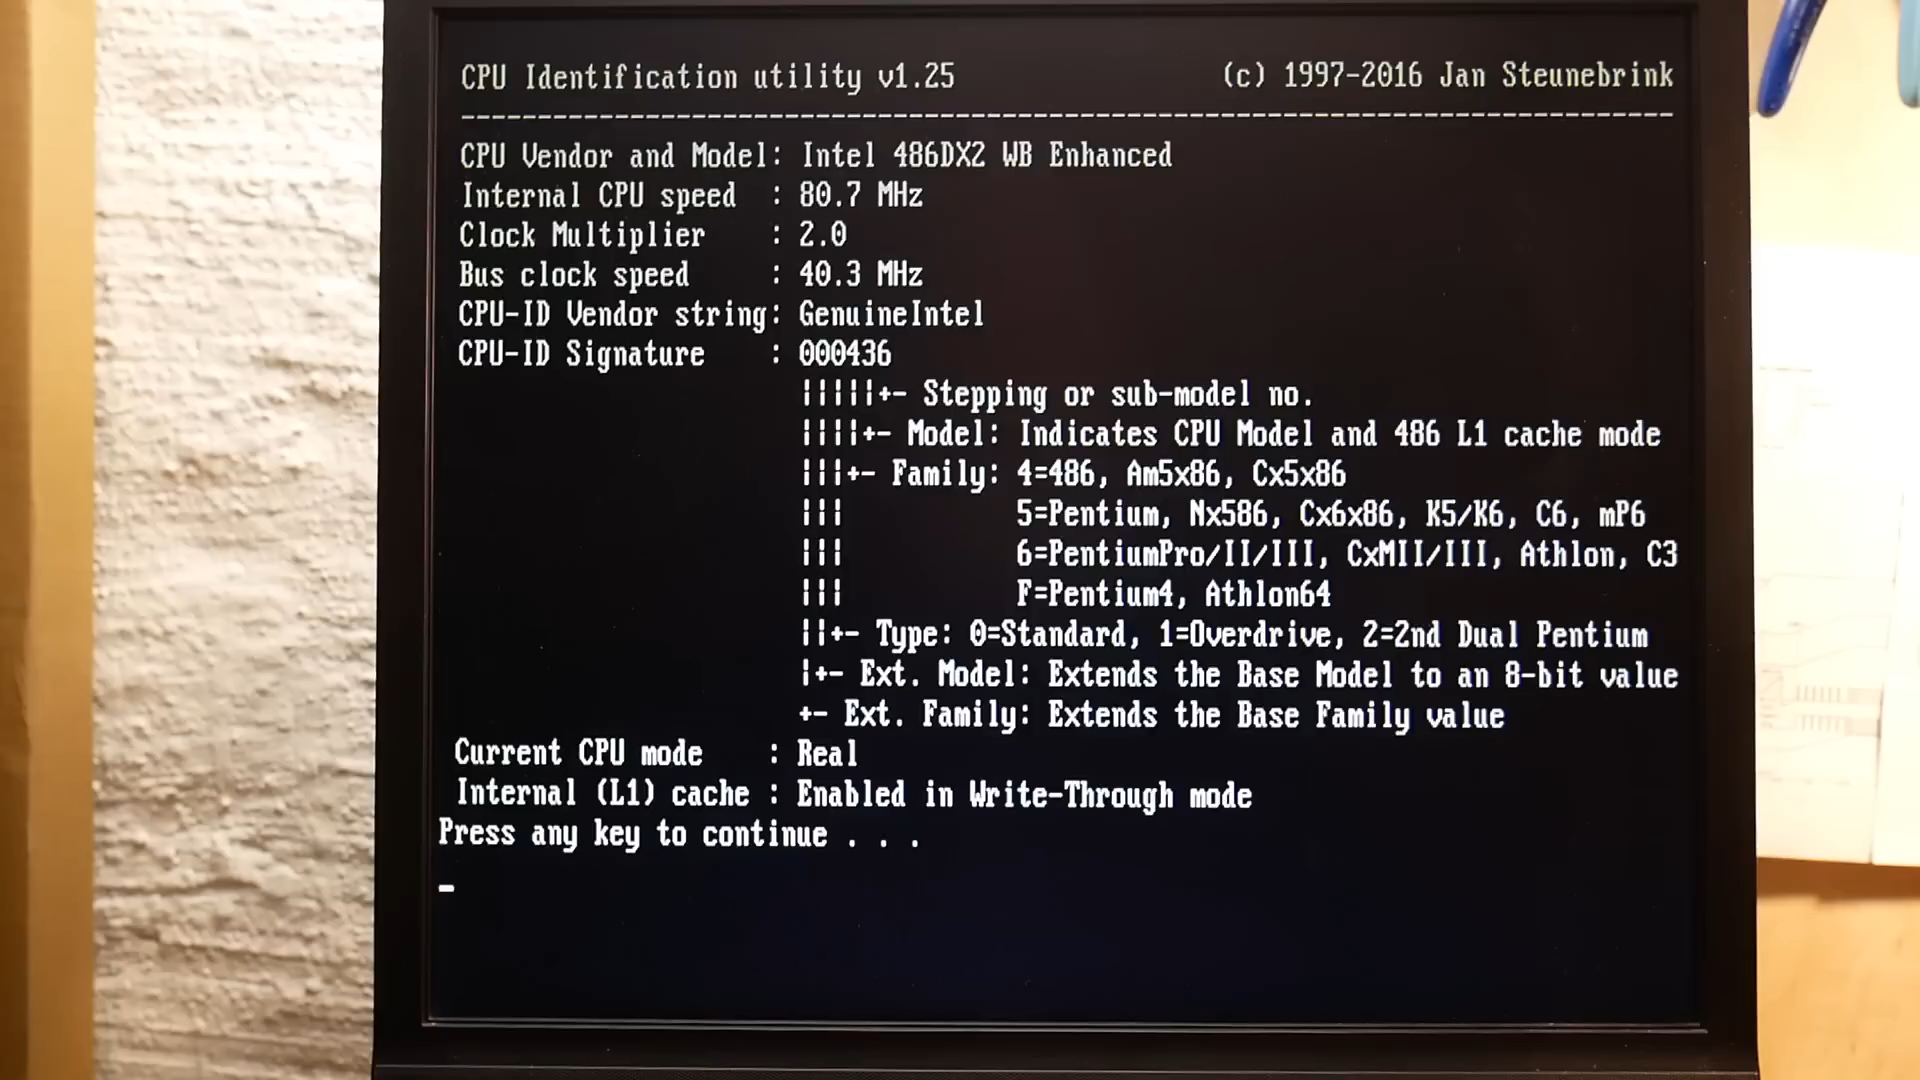 CPU Identification utility v1.25 (c) 1997-2016 Jan Steunebrink
-------------------------------------------------------------------------------
CPU Vendor and Model: Intel 486DX2 WB Enhanced
Internal CPU speed : 80.7 MHz
Clock Multiplier : 2.0
Bus clock speed : 40.3 MHz
CPU-ID Vendor string: GenuineIntel
CPU-ID Signature : 000436
|||||+- Stepping or sub-model no.
||||+- Model: Indicates CPU Model and 486 L1 cache mode
|||+- Family: 4=486, Am5x86, Cx5x86
||| 5=Pentium, Nx586, Cx6x86, K5/K6, C6, mP6
||| 6=PentiumPro/II/III, CxMII/III, Athlon, C3
||| F=Pentium4, Athlon64
||+- Type: 0=Standard, 1=Overdrive, 2=2nd Dual Pentium
|+- Ext. Model: Extends the Base Model to an 8-bit value
+- Ext. Family: Extends the Base Family value
Current CPU mode : Real
Internal (L1) cache : Enabled in Write-Through mode
Press any key to continue . . .
_